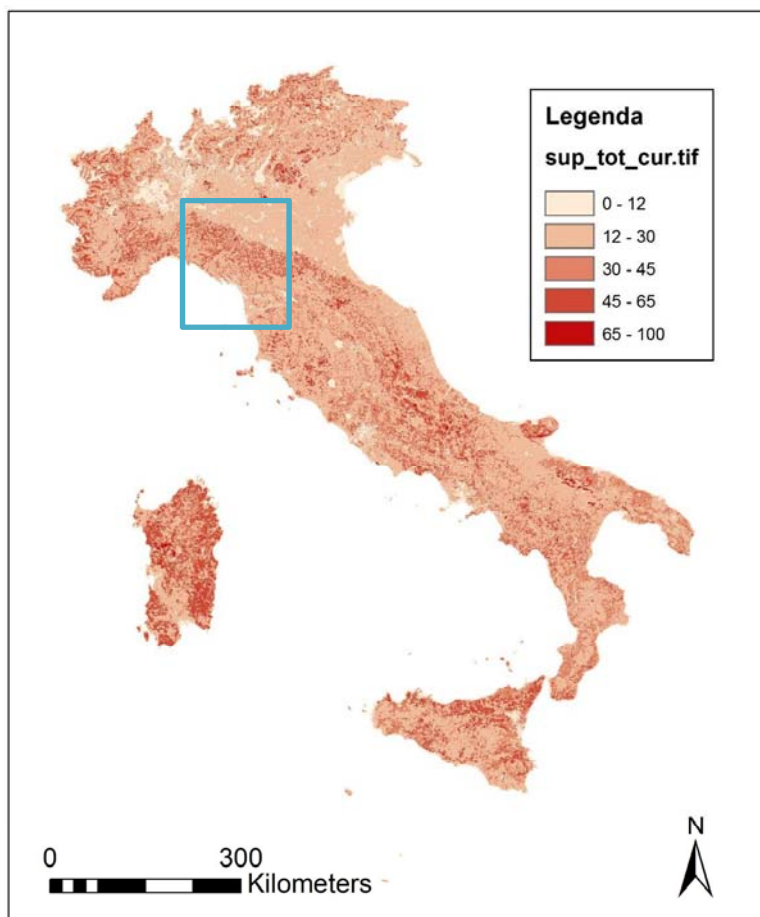 Legenda
sup_tot_cur.tif
0 - 12
12 - 30
30 - 45
45 - 65
65 - 100
N
0 300
Kilometers